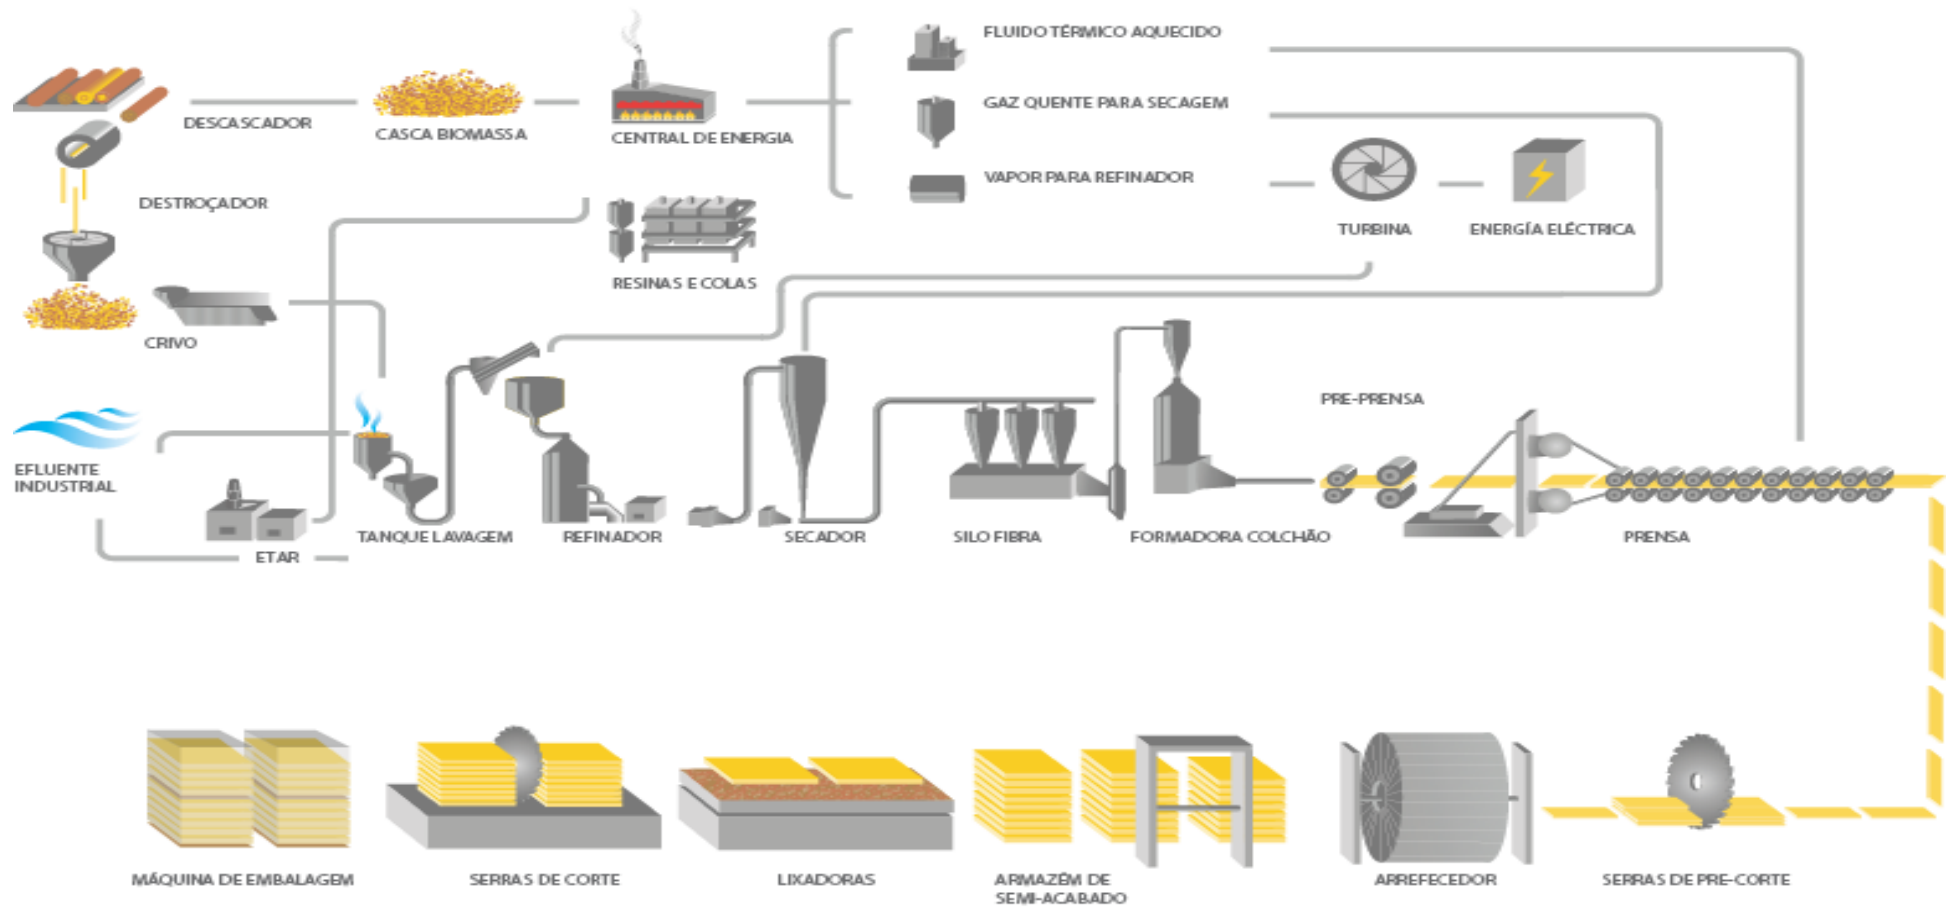 FLUIDO TÉRMICO AQUECIDO
GAZ QUENTE PARA SECAGEM
DESCASCADOR
CASCA BIOMASSA
CENTRAL DE ENERGIA
VAPOR PARA REFINADOR
DESTROÇADOR
TURBINA
ENERGÍA ELÉCTRICA
RESINAS E COLAS
CRIVO
PRE-PRENSA
EFLUENTE
INDUSTRIAL
TANQUE LAVAGEM
REFINADOR
SECADOR
SILO FIBRA
FORMADORA COLCHÃO
PRENSA
ETAR
MÁQUINA DE EMBALAGEM
SERRAS DE CORTE
LIXADORAS
ARMAZÉM DE
SEMI-ACABADO
ARREFECEDOR
SERRAS DE PRE-CORTE